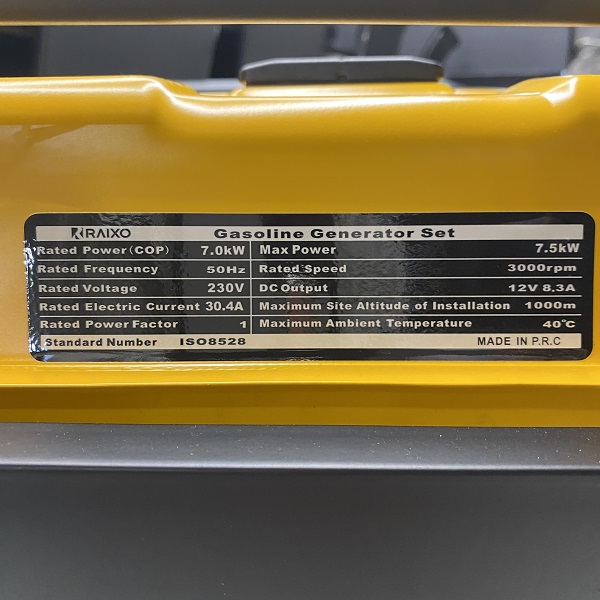 RAIXO Gasoline Generator Set
Rated Power(COP) 7.0kW Max Power 7.5kW
Rated Frequency 50Hz Rated Speed 3000rpm
Rated Voltage 230V DC Output 12V 8.3A
Rated Electric Current 30.4A Maximum Site Altitude of Installation 1000m
Rated Power Factor 1 Maximum Ambient Temperature 40℃
Standard Number ISO8528 MADE IN P.R.C